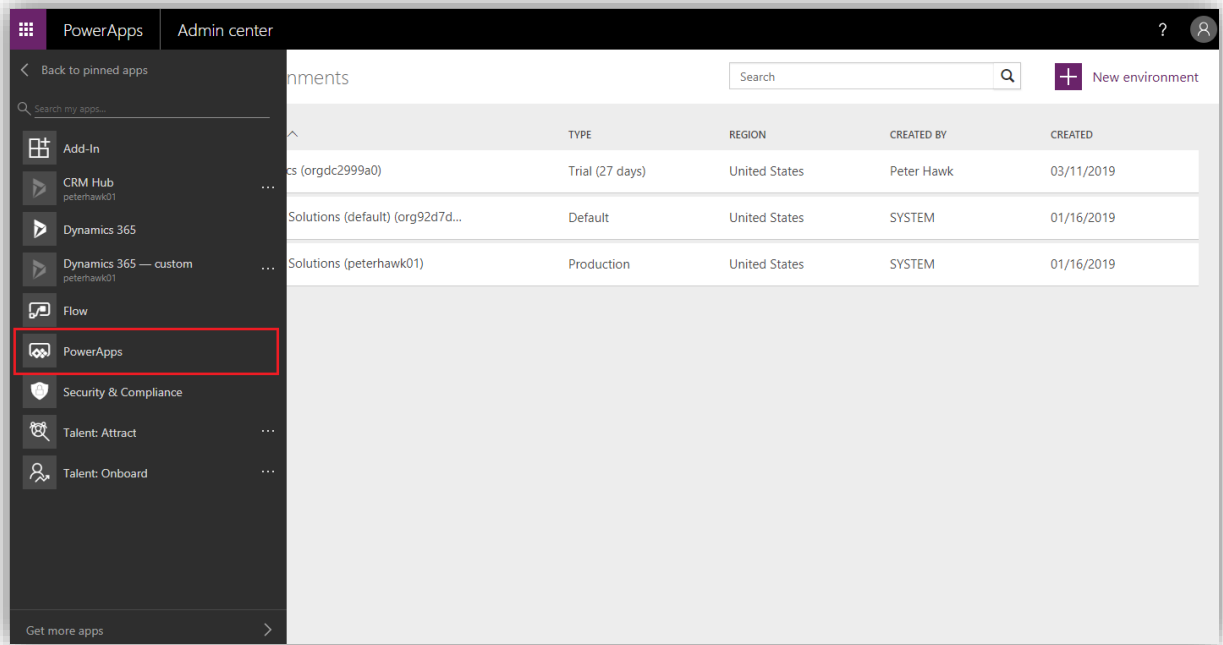 PowerApps Admin center ?
Back to pinned apps
Search my apps...
Add-In
CRM Hub ...
peterhawk01
Dynamics 365
Dynamics 365 — custom ...
peterhawk01
Flow
PowerApps
Security & Compliance
Talent: Attract ...
Talent: Onboard ...
Get more apps
nments Search New environment
TYPE REGION CREATED BY CREATED
cs (orgdc2999a0) Trial (27 days) United States Peter Hawk 03/11/2019
Solutions (default) (org92d7d... Default United States SYSTEM 01/16/2019
Solutions (peterhawk01) Production United States SYSTEM 01/16/2019